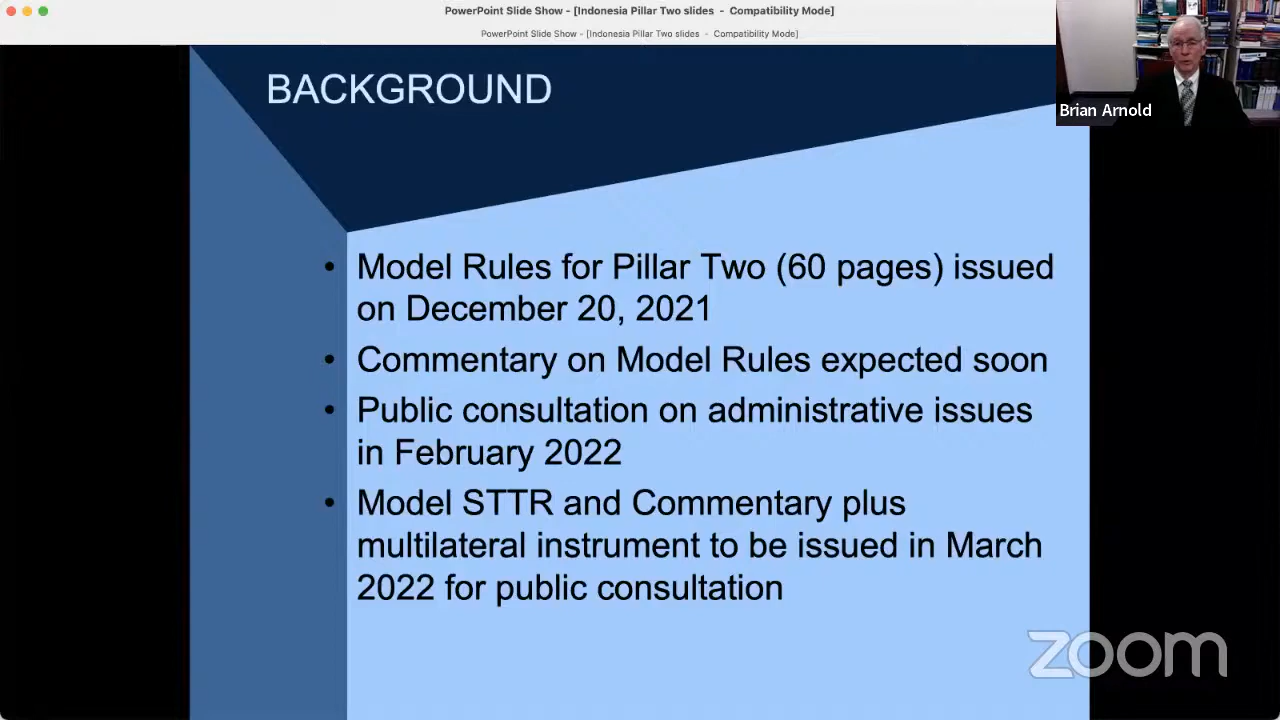 PowerPoint Slide Show - [Indonesia Pillar Two slides - Compatibility Mode]
PowerPoint Slide Show - [Indonesia Pillar Two slides - Compatibility Mode]
Brian Arnold
BACKGROUND
• Model Rules for Pillar Two (60 pages) issued
on December 20, 2021
• Commentary on Model Rules expected soon
• Public consultation on administrative issues
in February 2022
• Model STTR and Commentary plus
multilateral instrument to be issued in March
2022 for public consultation
zoom